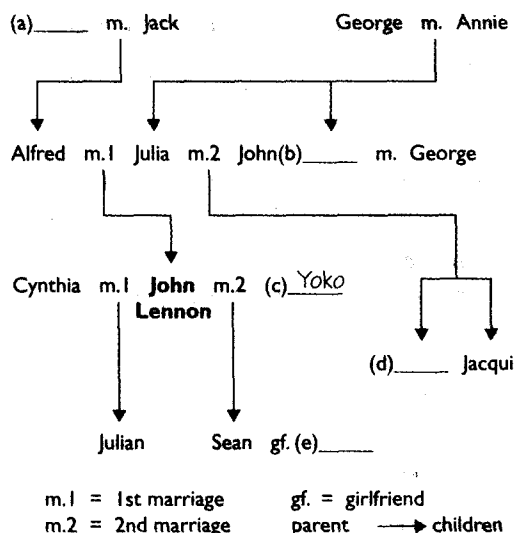 (a)_____ m. Jack George m. Annie
Alfred m.1 Julia m.2 John(b)_____ m. George
Cynthia m.1 John Lennon m.2 (c) Yoko
(d)_____ Jacqui
Julian Sean gf. (e)_____
m.1 = 1st marriage gf. = girlfriend
m.2 = 2nd marriage parent → children